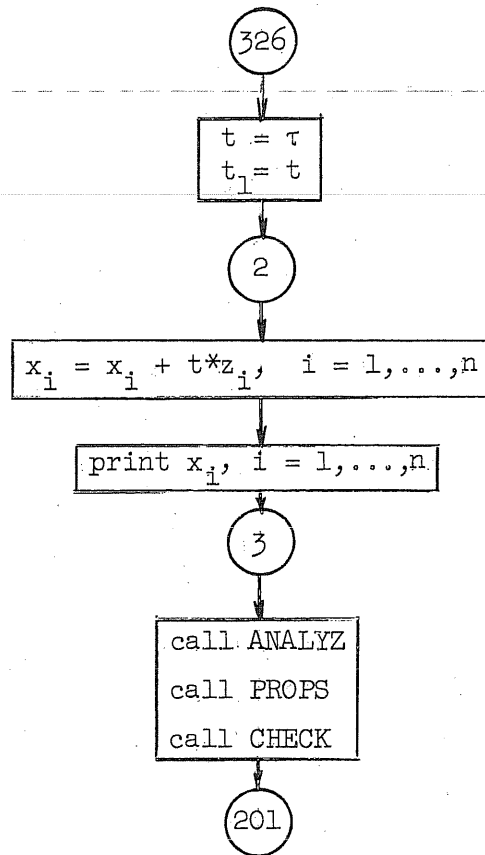 326
t = τ
t₁ = t
2
xᵢ = xᵢ + t*zᵢ, i = 1,...,n
print xᵢ, i = 1,...,n
3
call ANALYZ
call PROPS
call CHECK
201